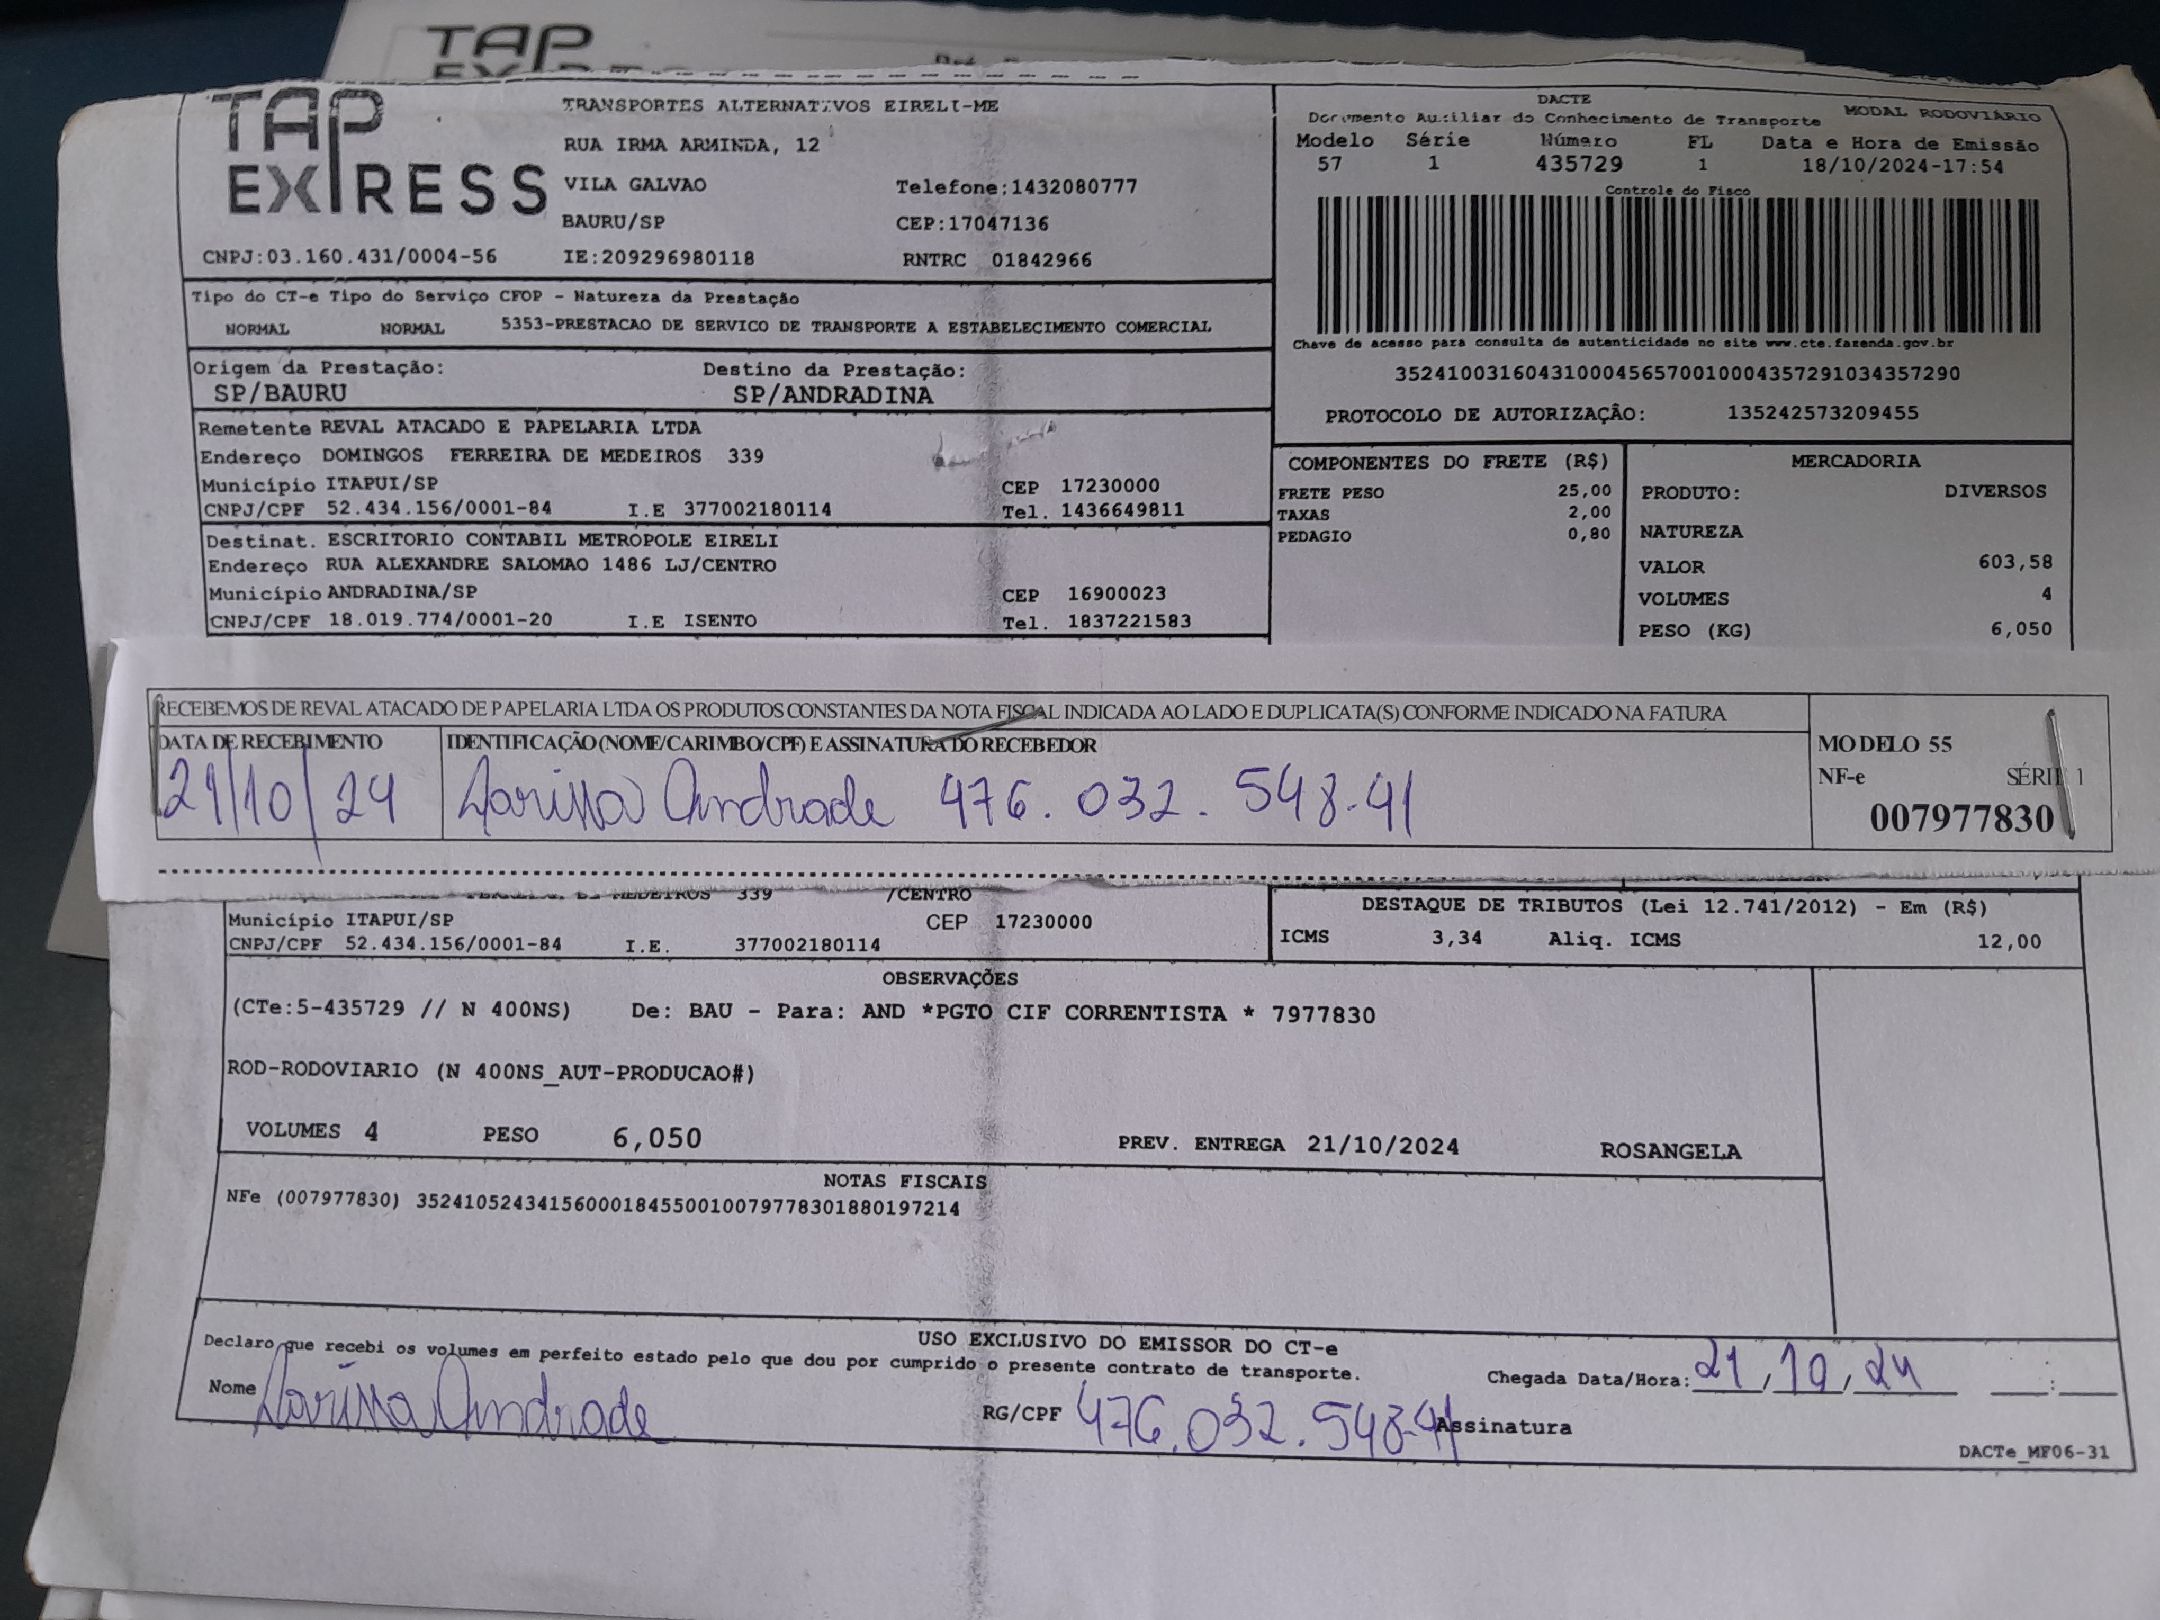 TAP
TAP
EXPRESS
TRANSPORTES ALTERNATIVOS EIRELI-ME
RUA IRMA ARMINDA, 12
VILA GALVAO Telefone:1432080777
BAURU/SP CEP:17047136
CNPJ:03.160.431/0004-56 IE:209296980118 RNTRC 01842966
DACTE
Documento Auxiliar do Conhecimento de Transporte MODAL RODOVIÁRIO
Modelo Série Número FL Data e Hora de Emissão
57 1 435729 1 18/10/2024-17:54
Controle do Fisco
Chave de acesso para consulta de autenticidade no site www.cte.fazenda.gov.br
35241003160431000456570010004357291034357290
PROTOCOLO DE AUTORIZAÇÃO: 135242573209455
Tipo do CT-e Tipo do Serviço CFOP - Natureza da Prestação
NORMAL NORMAL 5353-PRESTACAO DE SERVICO DE TRANSPORTE A ESTABELECIMENTO COMERCIAL
Origem da Prestação: Destino da Prestação:
SP/BAURU SP/ANDRADINA
Remetente REVAL ATACADO E PAPELARIA LTDA
Endereço DOMINGOS FERREIRA DE MEDEIROS 339
Município ITAPUI/SP CEP 17230000
CNPJ/CPF 52.434.156/0001-84 I.E 377002180114 Tel. 1436649811
Destinat. ESCRITORIO CONTABIL METROPOLE EIRELI
Endereço RUA ALEXANDRE SALOMAO 1486 LJ/CENTRO
Município ANDRADINA/SP CEP 16900023
CNPJ/CPF 18.019.774/0001-20 I.E ISENTO Tel. 1837221583
COMPONENTES DO FRETE (R$)
FRETE PESO 25,00
TAXAS 2,00
PEDAGIO 0,80
MERCADORIA
PRODUTO: DIVERSOS
NATUREZA
VALOR 603,58
VOLUMES 4
PESO (KG) 6,050
RECEBEMOS DE REVAL ATACADO DE PAPELARIA LTDA OS PRODUTOS CONSTANTES DA NOTA FISCAL INDICADA AO LADO E DUPLICATA(S) CONFORME INDICADO NA FATURA
DATA DE RECEBIMENTO IDENTIFICAÇÃO (NOME/CARIMBO/CPF) E ASSINATURA DO RECEBEDOR
21/10/24 Larissa Andrade 476.032.548-41
MODELO 55
NF-e SÉRIE 1
007977830
DE MEDEIROS 339 /CENTRO
Município ITAPUI/SP CEP 17230000
CNPJ/CPF 52.434.156/0001-84 I.E. 377002180114
DESTAQUE DE TRIBUTOS (Lei 12.741/2012) - Em (R$)
ICMS 3,34 Aliq. ICMS 12,00
OBSERVAÇÕES
(CTe:5-435729 // N 400NS) De: BAU - Para: AND *PGTO CIF CORRENTISTA * 7977830
ROD-RODOVIARIO (N 400NS_AUT-PRODUCAO#)
VOLUMES 4 PESO 6,050 PREV. ENTREGA 21/10/2024 ROSANGELA
NOTAS FISCAIS
NFe (007977830) 35241052434156000184550010079778301880197214
USO EXCLUSIVO DO EMISSOR DO CT-e
Declaro que recebi os volumes em perfeito estado pelo que dou por cumprido o presente contrato de transporte.
Chegada Data/Hora: 21,10,24 __:__
Nome Larissa Andrade RG/CPF 476.032.548-41 Assinatura
DACTe_MF06-31